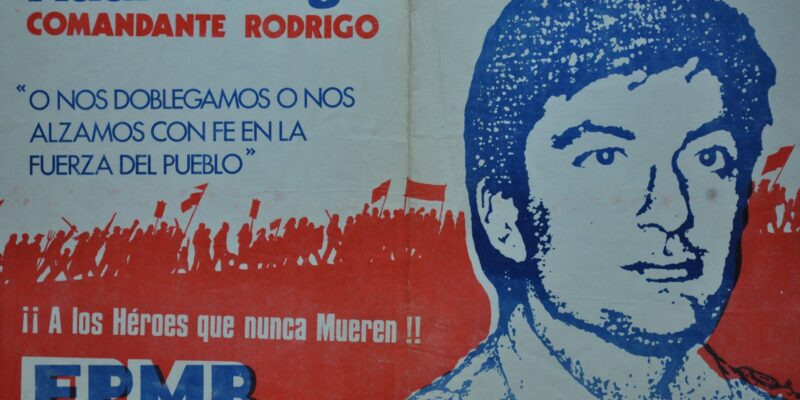 COMANDANTE RODRIGO
“O NOS DOBLEGAMOS O NOS
ALZAMOS CON FE EN LA
FUERZA DEL PUEBLO”
¡¡ A los Héroes que nunca Mueren !!
FPMR